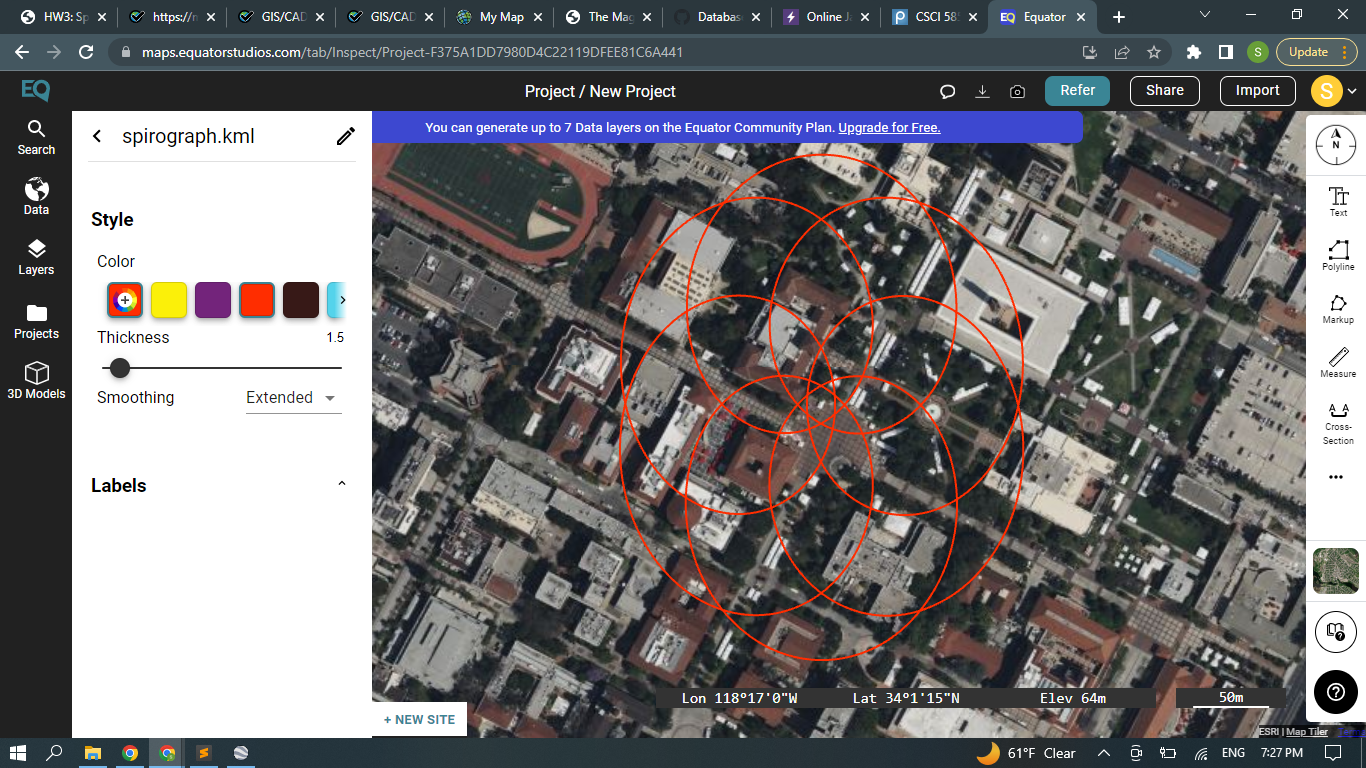 HW3: Sp
https://n
GIS/CAD
GIS/CAD
My Map
The Mag
Databas
Online Ja
CSCI 585
EQ Equator
maps.equatorstudios.com/tab/Inspect/Project-F375A1DD7980D4C22119DFEE81C6A441
S
Update
EQ
Project / New Project
Refer
Share
Import
S
Search
Data
Layers
Projects
3D Models
spirograph.kml
Style
Color
Thickness
1.5
Smoothing
Extended
Labels
You can generate up to 7 Data layers on the Equator Community Plan. Upgrade for Free.
N
Text
Polyline
Markup
Measure
Cross-
Section
Lon 118°17'0"W
Lat 34°1'15"N
Elev 64m
50m
+ NEW SITE
ESRI | Map Tiler
61°F Clear
ENG
7:27 PM